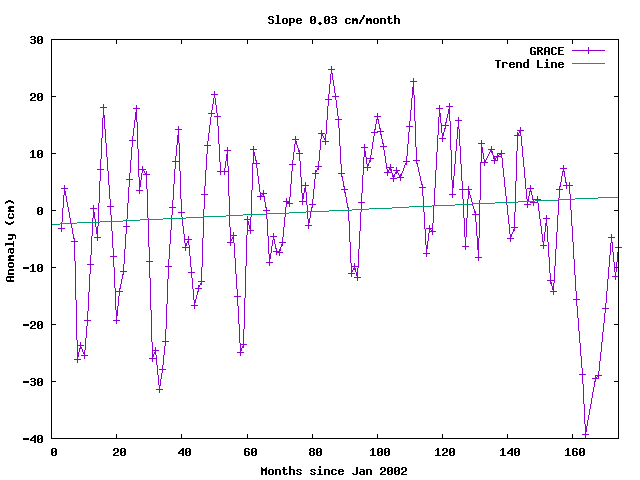 Slope 0.03 cm/month
30
20
10
0
-10
-20
-30
-40
Anomaly (cm)
GRACE
Trend Line
0 20 40 60 80 100 120 140 160
Months since Jan 2002